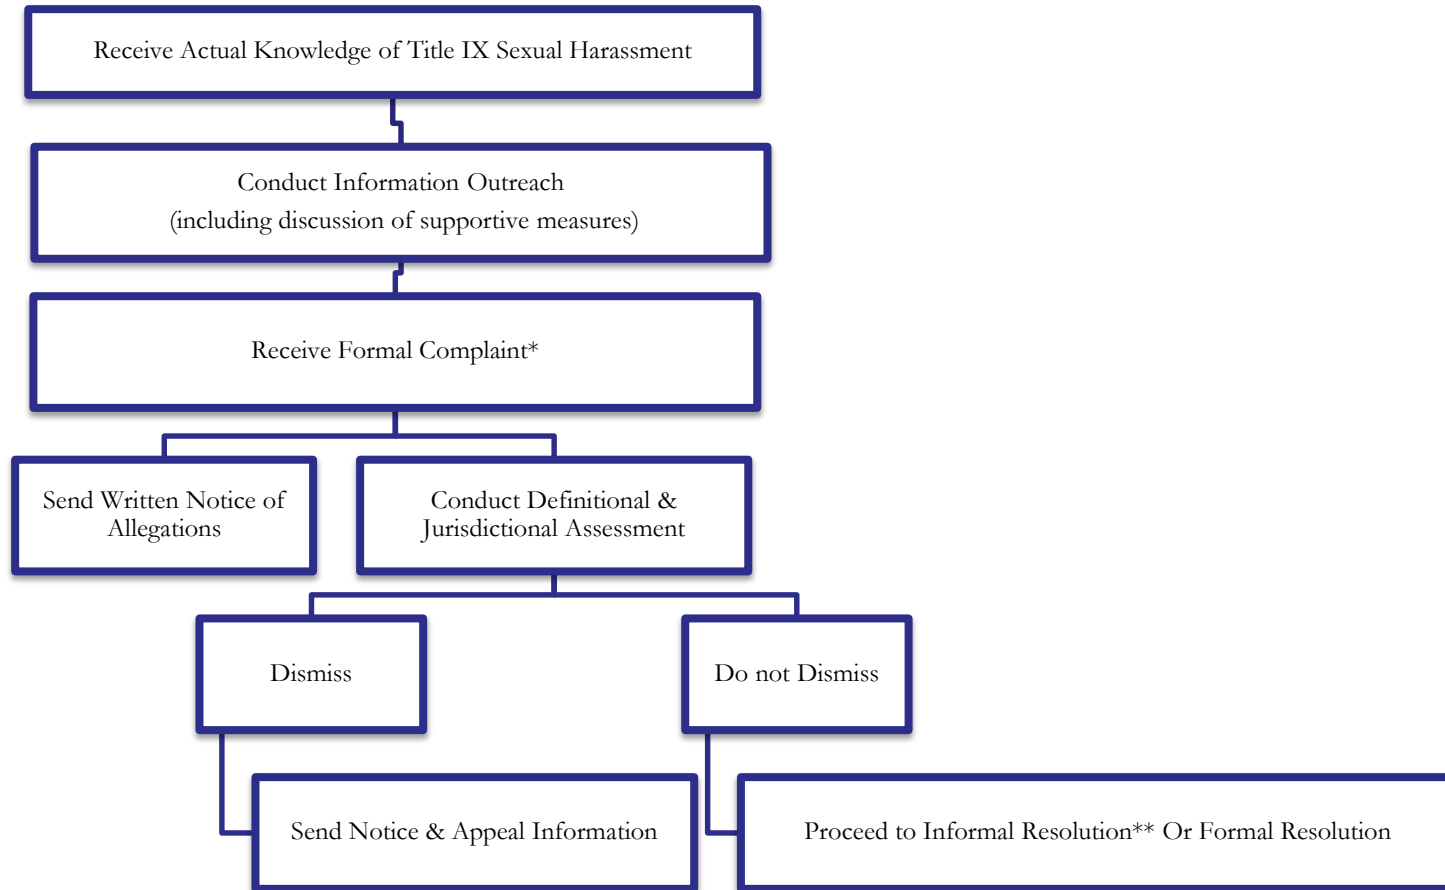 Receive Actual Knowledge of Title IX Sexual Harassment
Conduct Information Outreach
(including discussion of supportive measures)
Receive Formal Complaint*
Send Written Notice of
Allegations
Conduct Definitional &
Jurisdictional Assessment
Dismiss
Do not Dismiss
Send Notice & Appeal Information
Proceed to Informal Resolution** Or Formal Resolution